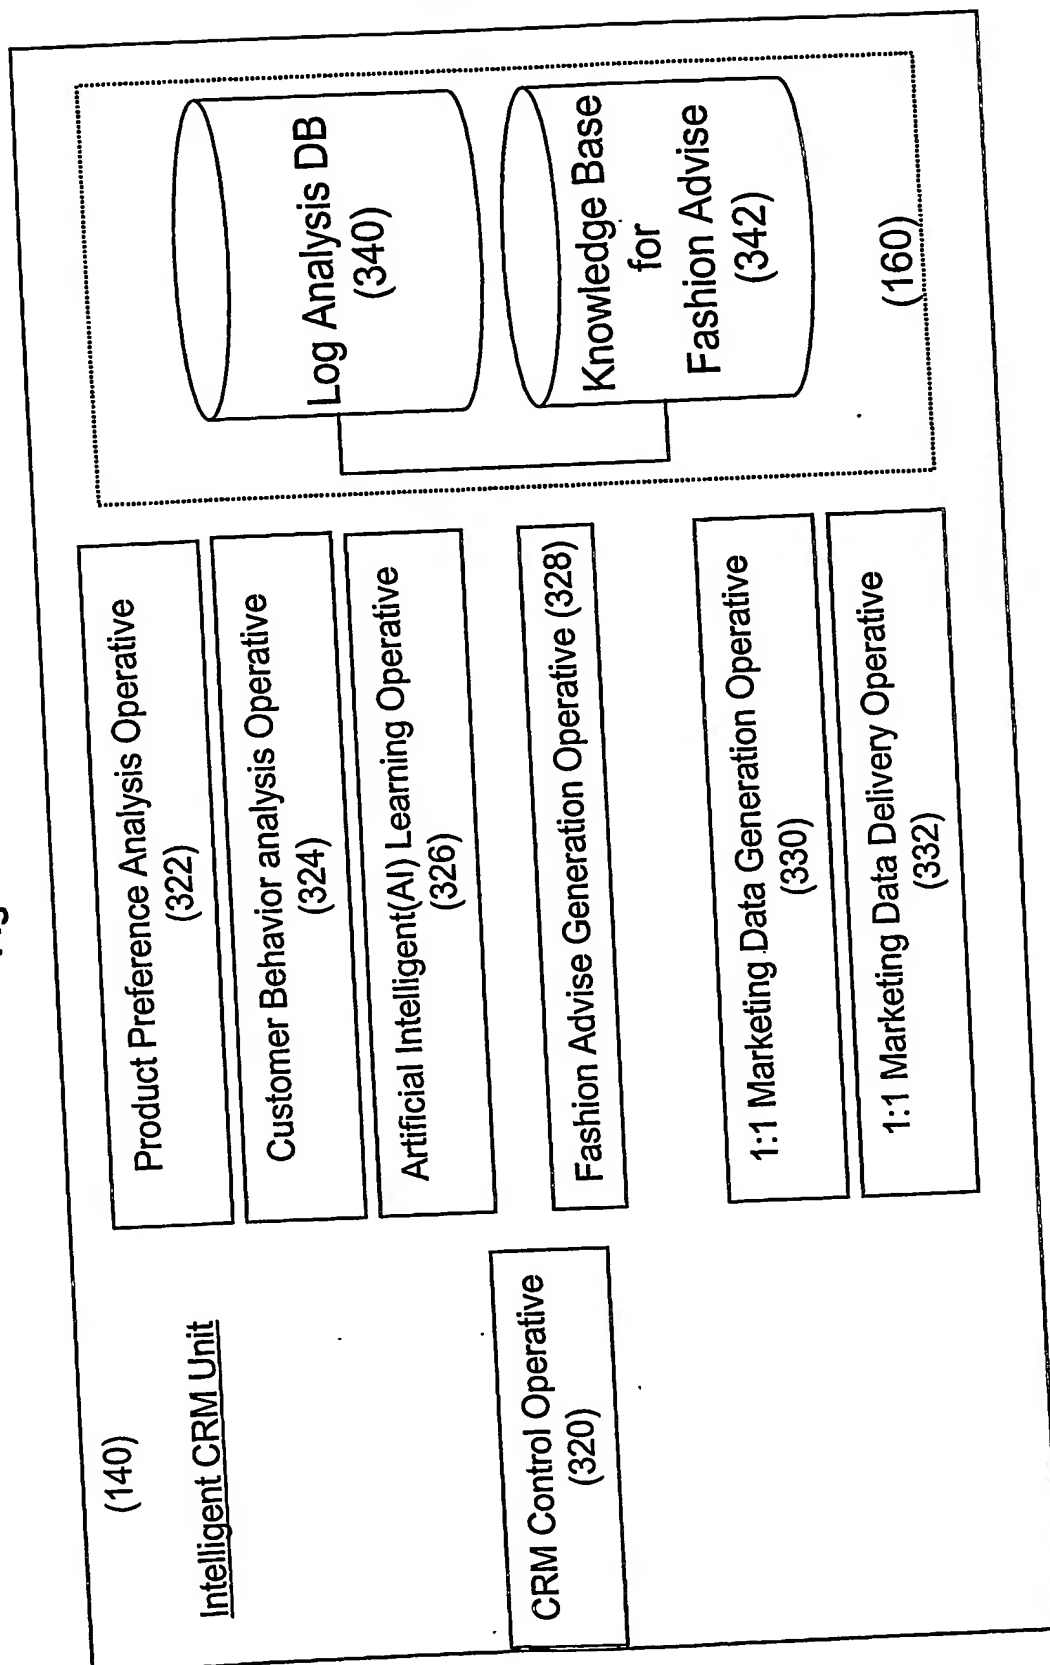 (140)
Intelligent CRM Unit
CRM Control Operative
(320)
Product Preference Analysis Operative
(322)
Customer Behavior analysis Operative
(324)
Artificial Intelligent(AI) Learning Operative
(326)
Fashion Advise Generation Operative (328)
1:1 Marketing Data Generation Operative
(330)
1:1 Marketing Data Delivery Operative
(332)
Log Analysis DB
(340)
Knowledge Base
for
Fashion Advise
(342)
(160)